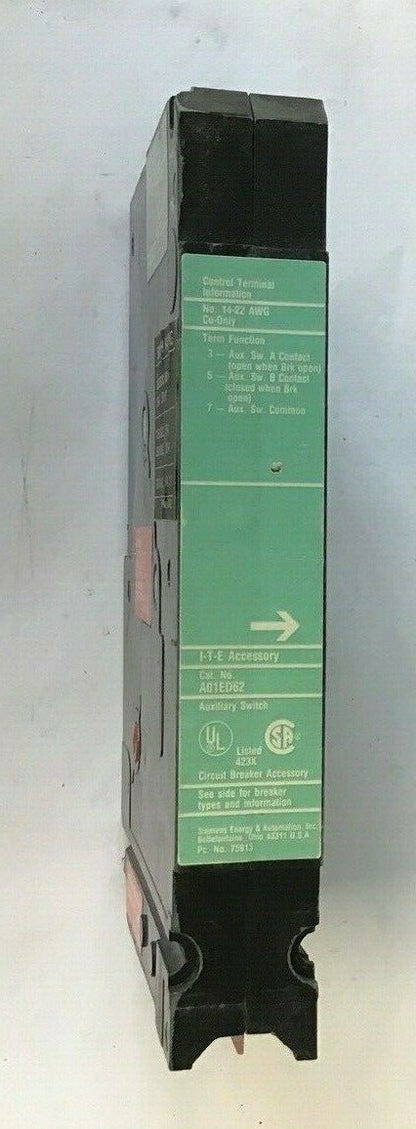 Control Terminal
Information
No. 14-22 AWG
Co-Only
Term Function
3 — Aux. Sw. A Contact
(open when Brk open)
5 — Aux. Sw. B Contact
(closed when Brk
open)
7 — Aux. Sw. Common
I-T-E Accessory
Cat. No.
A01ED62
Auxiliary Switch
UL
Listed
423X
SA ®
Circuit Breaker Accessory
See side for breaker
types and information
Siemens Energy & Automation, Inc.
Bellefontaine, Ohio 43311 U.S.A
Pc. No. 75813